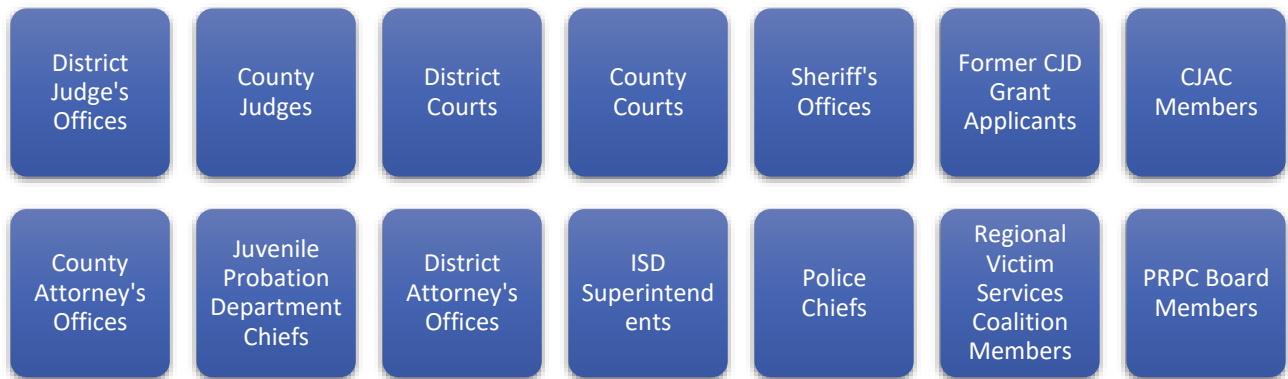 District
Judge's
Offices
County
Judges
District
Courts
County
Courts
Sheriff's
Offices
Former CJD
Grant
Applicants
CJAC
Members
County
Attorney's
Offices
Juvenile
Probation
Department
Chiefs
District
Attorney's
Offices
ISD
Superintend
ents
Police
Chiefs
Regional
Victim
Services
Coalition
Members
PRPC Board
Members